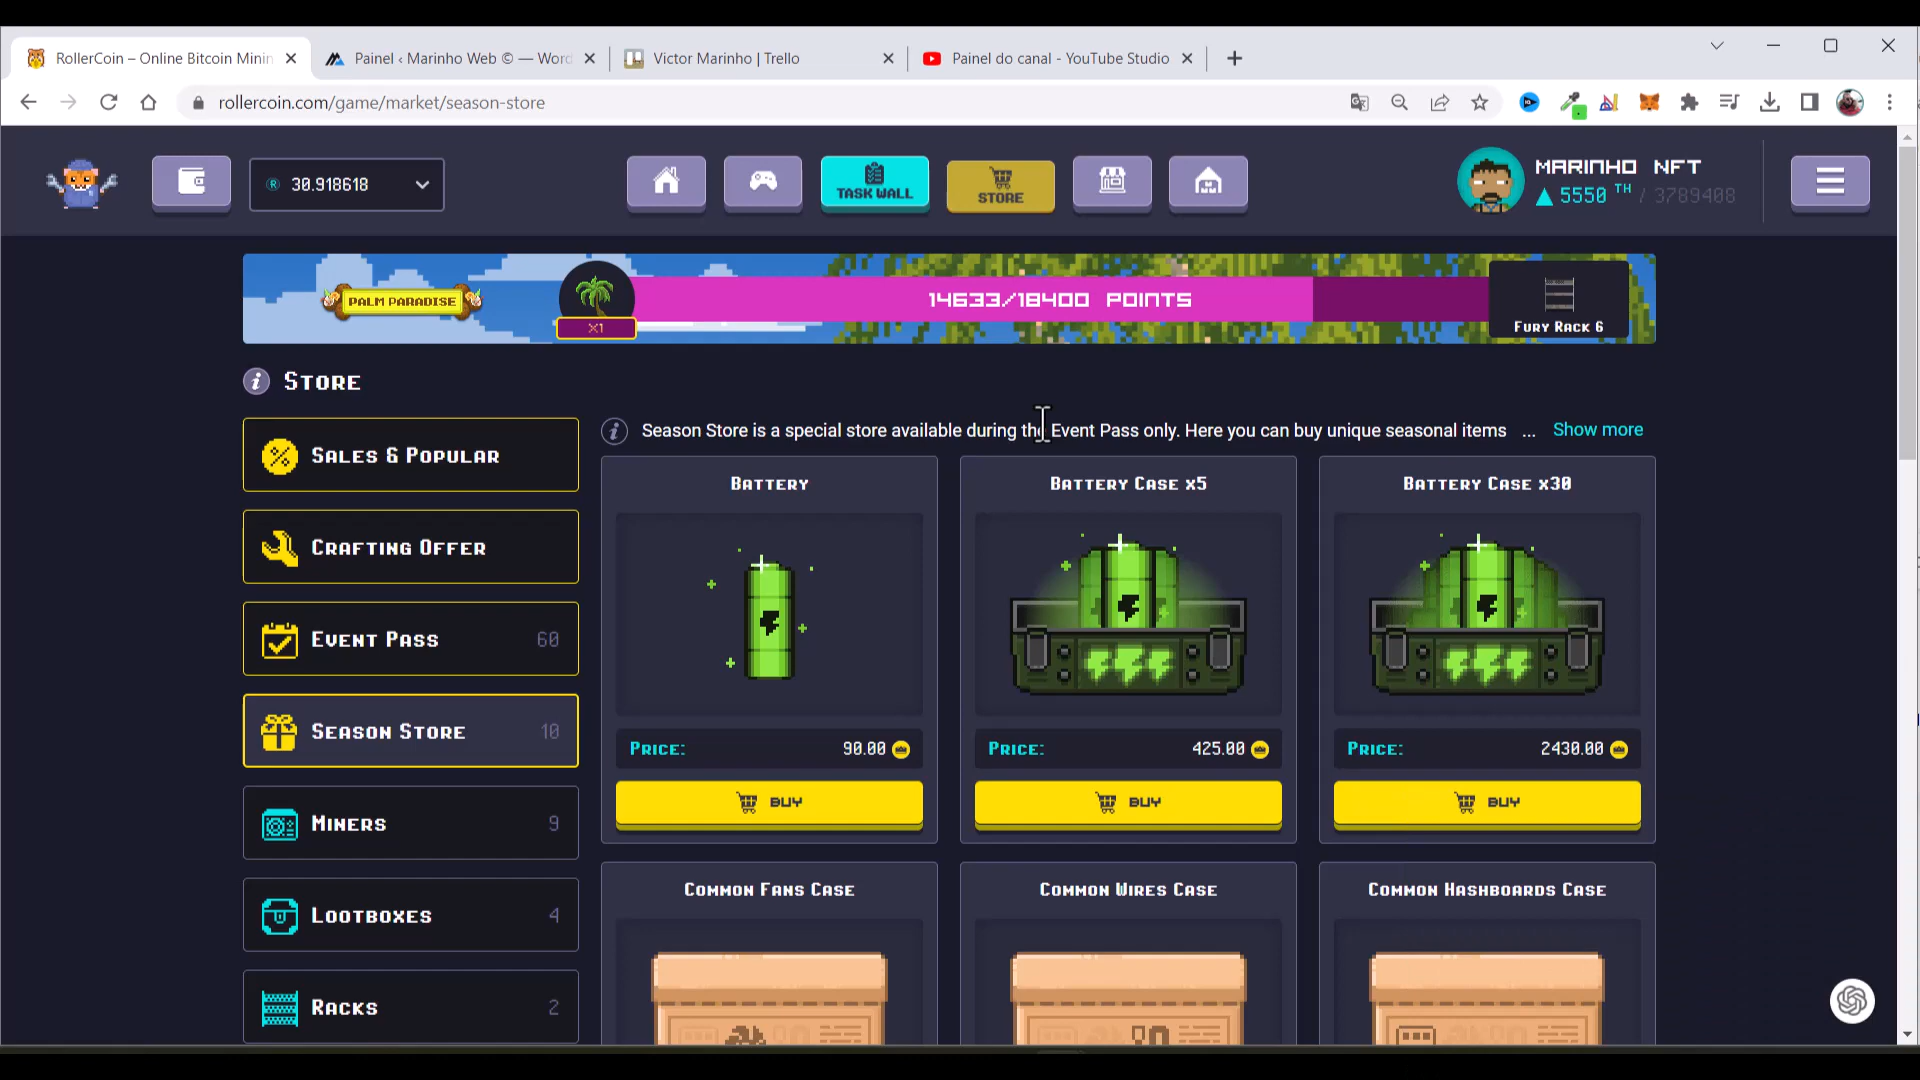 RollerCoin – Online Bitcoin Minin
Painel ‹ Marinho Web © — Word
Victor Marinho | Trello
Painel do canal - YouTube Studio
rollercoin.com/game/market/season-store
30.918618
TASK WALL
STORE
MARINHO NFT
5550 TH / 3789408
PALM PARADISE
X1
14633/18400 POINTS
FURY RACK 6
STORE
SALES & POPULAR
CRAFTING OFFER
EVENT PASS 60
SEASON STORE 10
MINERS 9
LOOTBOXES 4
RACKS 2
Season Store is a special store available during the Event Pass only. Here you can buy unique seasonal items ... Show more
BATTERY
PRICE: 90.00
BUY
BATTERY CASE X5
PRICE: 425.00
BUY
BATTERY CASE X30
PRICE: 2430.00
BUY
COMMON FANS CASE
COMMON WIRES CASE
COMMON HASHBOARDS CASE